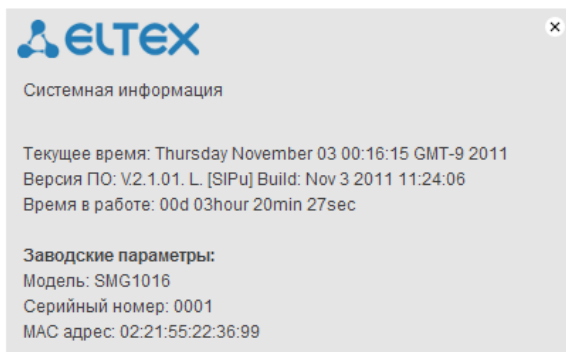 ELTEX
Системная информация
Текущее время: Thursday November 03 00:16:15 GMT-9 2011
Версия ПО: V.2.1.01. L. [SIPu] Build: Nov 3 2011 11:24:06
Время в работе: 00d 03hour 20min 27sec
Заводские параметры:
Модель: SMG1016
Серийный номер: 0001
MAC адрес: 02:21:55:22:36:99